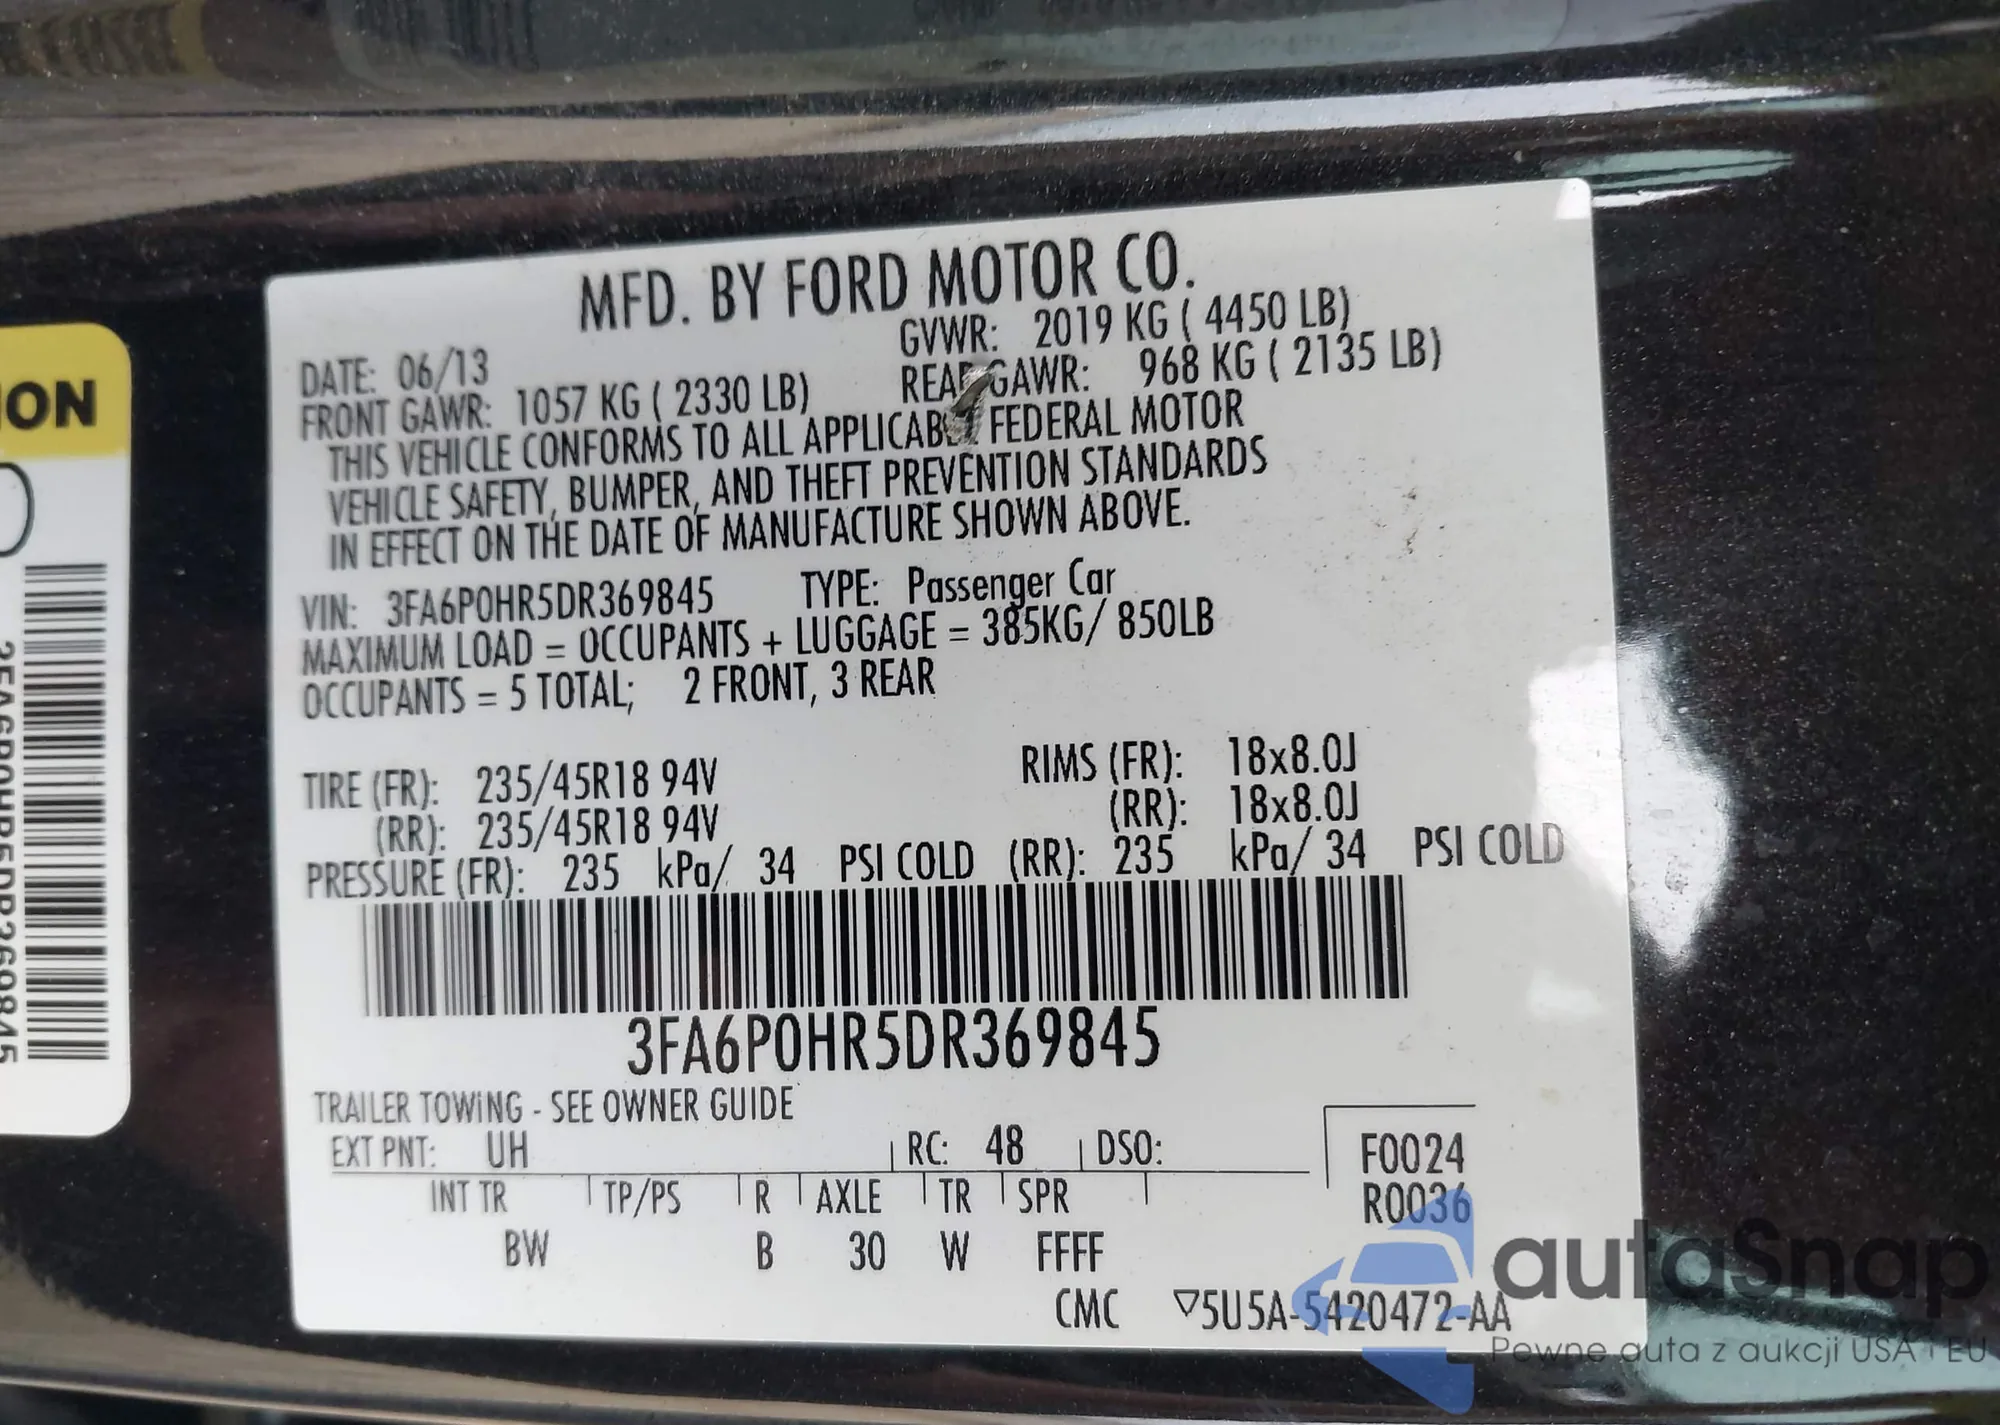 ION
3FA6P0HR5DR369845
MFD. BY FORD MOTOR CO.
DATE: 06/13
GVWR: 2019 KG ( 4450 LB)
FRONT GAWR: 1057 KG ( 2330 LB)
REAR GAWR: 968 KG ( 2135 LB)
THIS VEHICLE CONFORMS TO ALL APPLICABLE FEDERAL MOTOR
VEHICLE SAFETY, BUMPER, AND THEFT PREVENTION STANDARDS
IN EFFECT ON THE DATE OF MANUFACTURE SHOWN ABOVE.
VIN: 3FA6P0HR5DR369845 TYPE: Passenger Car
MAXIMUM LOAD = OCCUPANTS + LUGGAGE = 385KG/ 850LB
OCCUPANTS = 5 TOTAL; 2 FRONT, 3 REAR
TIRE (FR): 235/45R18 94V RIMS (FR): 18x8.0J
(RR): 235/45R18 94V (RR): 18x8.0J
PRESSURE (FR): 235 kPa/ 34 PSI COLD (RR): 235 kPa/ 34 PSI COLD
3FA6P0HR5DR369845
TRAILER TOWING - SEE OWNER GUIDE
EXT PNT: UH RC: 48 DSO: F0024
INT TR TP/PS R AXLE TR SPR R0036
BW B 30 W FFFF
CMC ▽5U5A-5420472-AA
autaSnap
Pewne auta z aukcji USA i EU